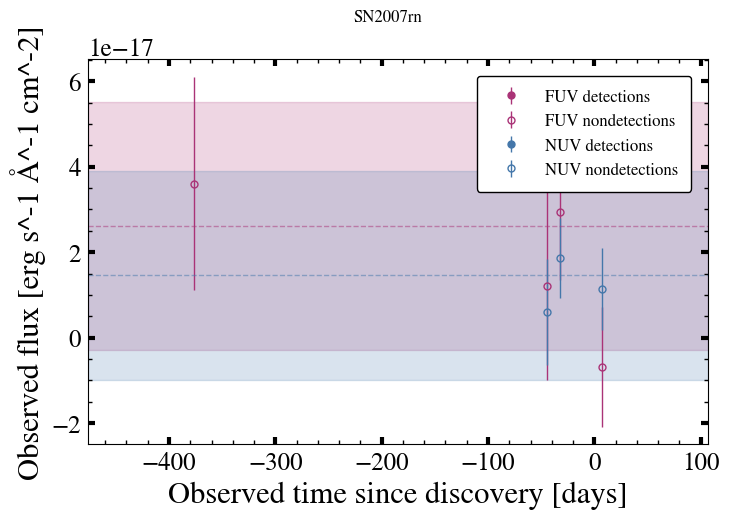 SN2007rn
1e−17
6
4
2
0
−2
Observed flux [erg s^-1 Å^-1 cm^-2]
FUV detections
FUV nondetections
NUV detections
NUV nondetections
−400 −300 −200 −100 0 100
Observed time since discovery [days]